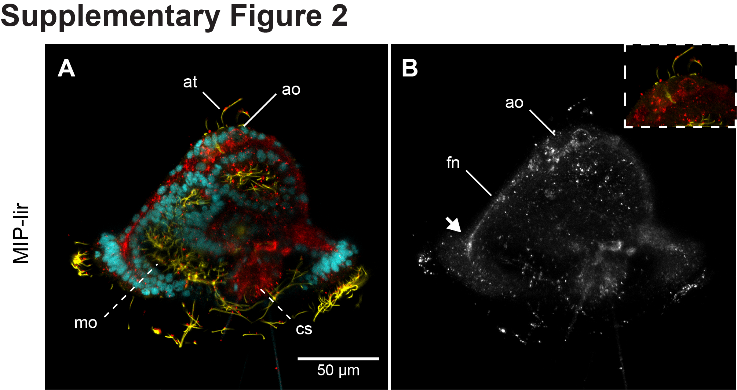 Supplementary Figure 2
A
at
ao
B
ao
fn
MIP-lir
mo
cs
50 µm